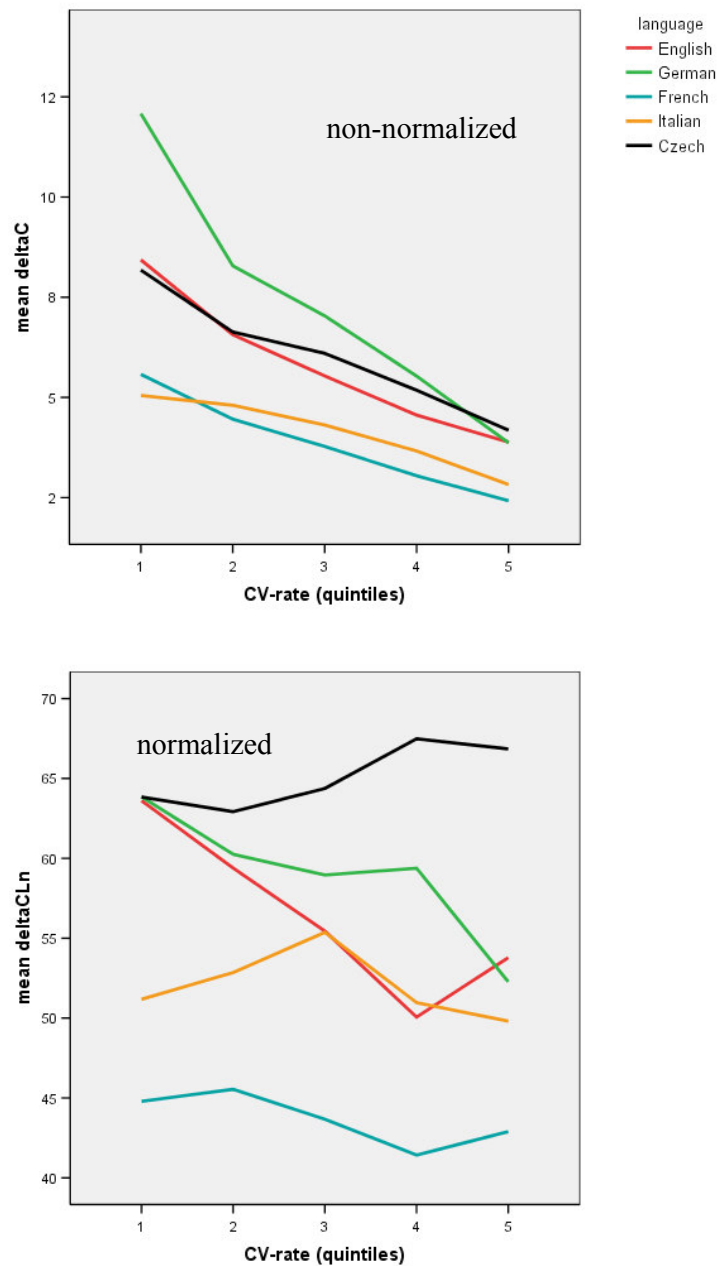 language
English
German
French
Italian
Czech
non-normalized
mean deltaC
12
10
8
5
2
1 2 3 4 5
CV-rate (quintiles)
normalized
mean deltaCLn
70
65
60
55
50
45
40
1 2 3 4 5
CV-rate (quintiles)